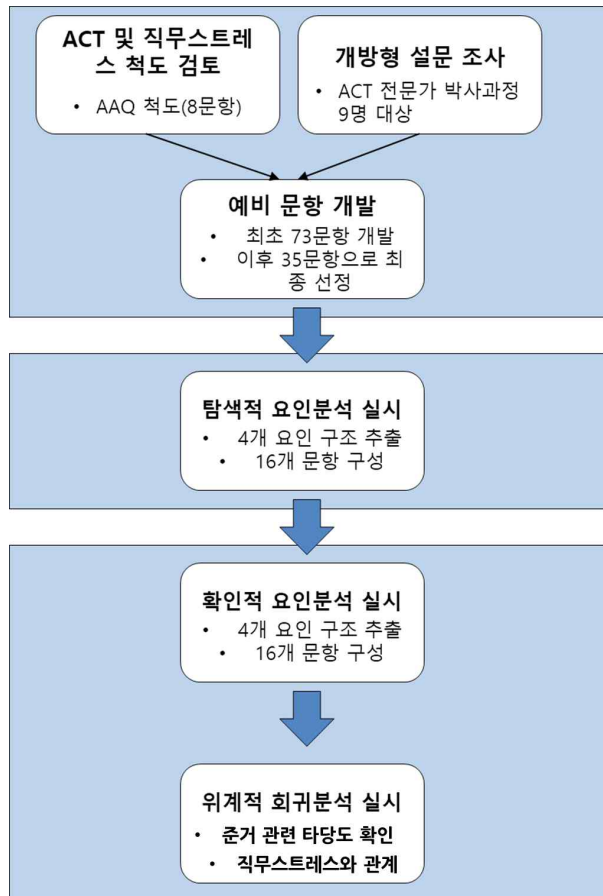 ACT 및 직무스트레
스 척도 검토
• AAQ 척도(8문항)
개방형 설문 조사
• ACT 전문가 박사과정
9명 대상
예비 문항 개발
• 최초 73문항 개발
• 이후 35문항으로 최
종 선정
탐색적 요인분석 실시
• 4개 요인 구조 추출
• 16개 문항 구성
확인적 요인분석 실시
• 4개 요인 구조 추출
• 16개 문항 구성
위계적 회귀분석 실시
• 준거 관련 타당도 확인
• 직무스트레스와 관계